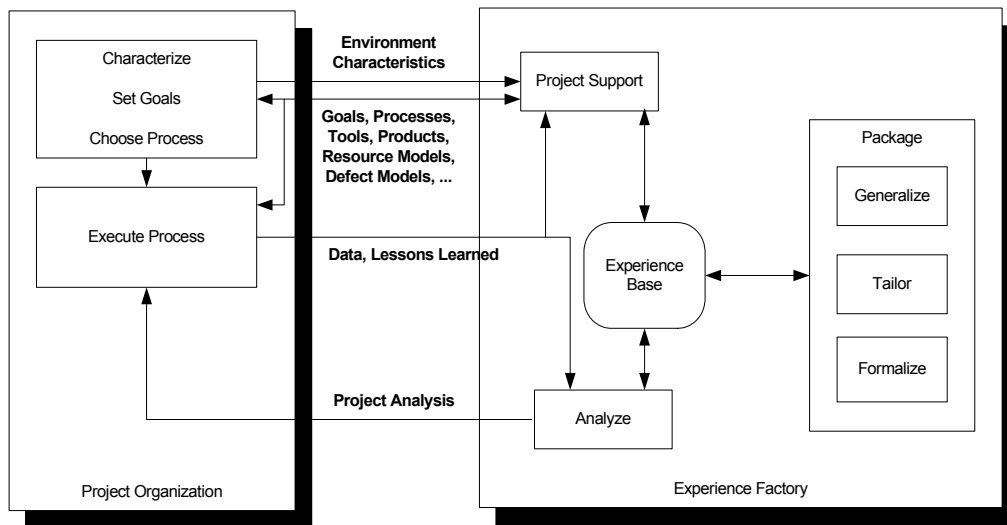 Characterize
Set Goals
Choose Process
Execute Process
Project Organization
Environment
Characteristics
Goals, Processes,
Tools, Products,
Resource Models,
Defect Models, ...
Data, Lessons Learned
Project Analysis
Project Support
Experience
Base
Analyze
Package
Generalize
Tailor
Formalize
Experience Factory